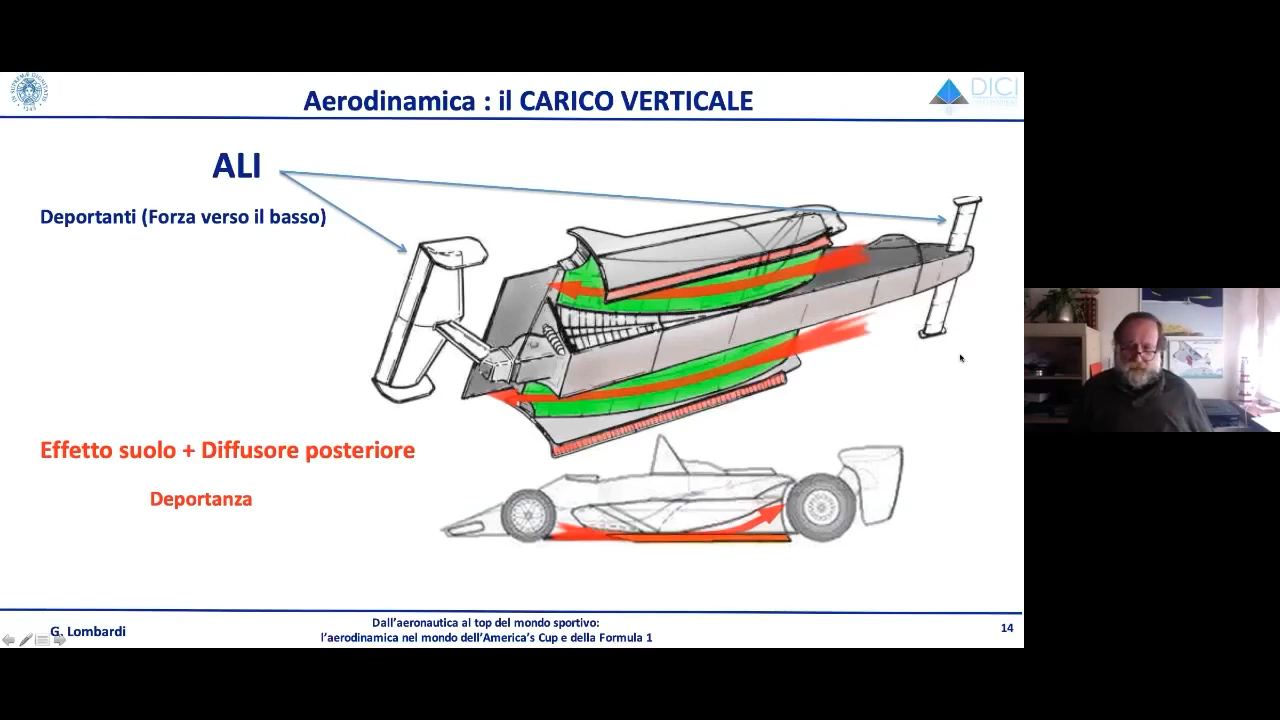 Aerodinamica : il CARICO VERTICALE
DICI
ALI
Deportanti (Forza verso il basso)
Effetto suolo + Diffusore posteriore
Deportanza
G. Lombardi
Dall'aeronautica al top del mondo sportivo:
l'aerodinamica nel mondo dell'America's Cup e della Formula 1
14